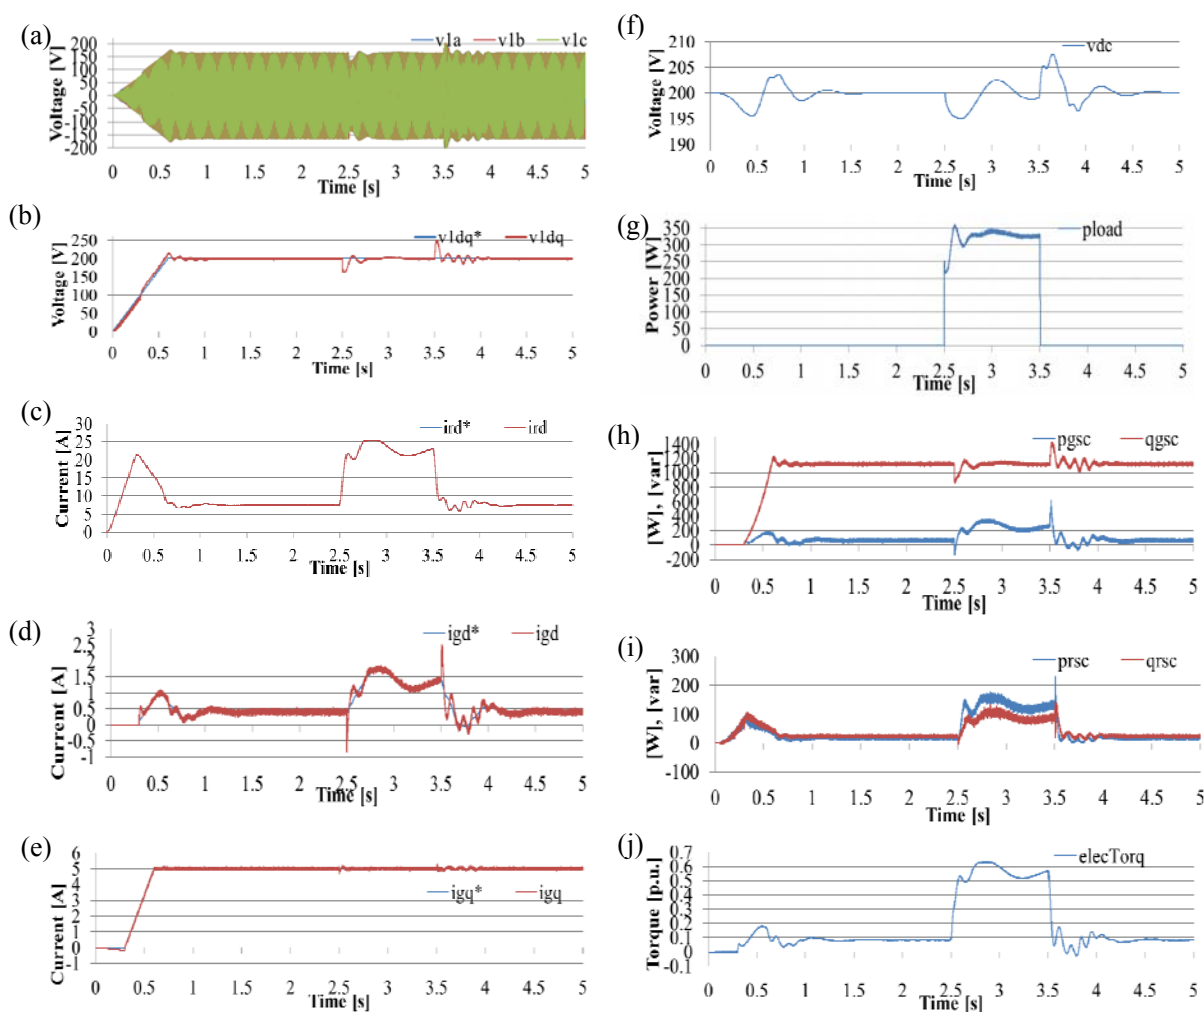 (a)
v1a v1b v1c
Voltage [V]
200
150
100
50
0
-50
-100
-150
-200
0 0.5 1 1.5 2 2.5 3 3.5 4 4.5 5
Time [s]
(b)
v1dq* v1dq
Voltage [V]
250
200
150
100
50
0
0 0.5 1 1.5 2 2.5 3 3.5 4 4.5 5
Time [s]
(c)
ird* ird
Current [A]
30
25
20
15
10
5
0
0 0.5 1 1.5 2 2.5 3 3.5 4 4.5 5
Time [s]
(d)
igd* igd
Current [A]
3
2.5
2
1.5
1
0.5
0
-0.5
-1
0 0.5 1 1.5 2 2.5 3 3.5 4 4.5 5
Time [s]
(e)
igq* igq
Current [A]
6
5
4
3
2
1
0
-1
0 0.5 1 1.5 2 2.5 3 3.5 4 4.5 5
Time [s]
(f)
vdc
Voltage [V]
210
205
200
195
190
0 0.5 1 1.5 2 2.5 3 3.5 4 4.5 5
Time [s]
(g)
pload
Power [W]
350
300
250
200
150
100
50
0
0 0.5 1 1.5 2 2.5 3 3.5 4 4.5 5
Time [s]
(h)
pgsc qgsc
[W], [var]
1400
1200
1000
800
600
400
200
0
-200
0 0.5 1 1.5 2 2.5 3 3.5 4 4.5 5
Time [s]
(i)
prsc qrsc
[W], [var]
300
200
100
0
-100
0 0.5 1 1.5 2 2.5 3 3.5 4 4.5 5
Time [s]
(j)
elecTorq
Torque [p.u.]
0.7
0.6
0.5
0.4
0.3
0.2
0.1
0
-0.1
0 0.5 1 1.5 2 2.5 3 3.5 4 4.5 5
Time [s]